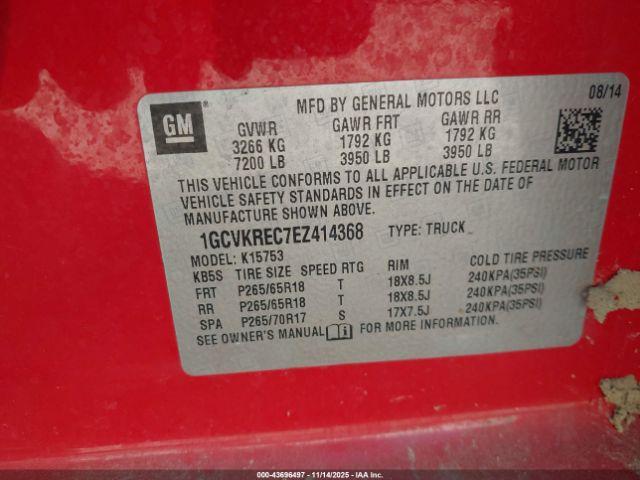 GM
MFD BY GENERAL MOTORS LLC
08/14
GVWR GAWR FRT GAWR RR
3266 KG 1792 KG 1792 KG
7200 LB 3950 LB 3950 LB
THIS VEHICLE CONFORMS TO ALL APPLICABLE U.S. FEDERAL MOTOR
VEHICLE SAFETY STANDARDS IN EFFECT ON THE DATE OF
MANUFACTURE SHOWN ABOVE.
1GCVKREC7EZ414368 TYPE: TRUCK
MODEL: K15753
KB5S TIRE SIZE SPEED RTG RIM COLD TIRE PRESSURE
FRT P265/65R18 T 18X8.5J 240KPA(35PSI)
RR P265/65R18 T 18X8.5J 240KPA(35PSI)
SPA P265/70R17 S 17X7.5J 240KPA(35PSI)
SEE OWNER'S MANUAL FOR MORE INFORMATION.
000-43696497 - 11/14/2025 - IAA Inc.